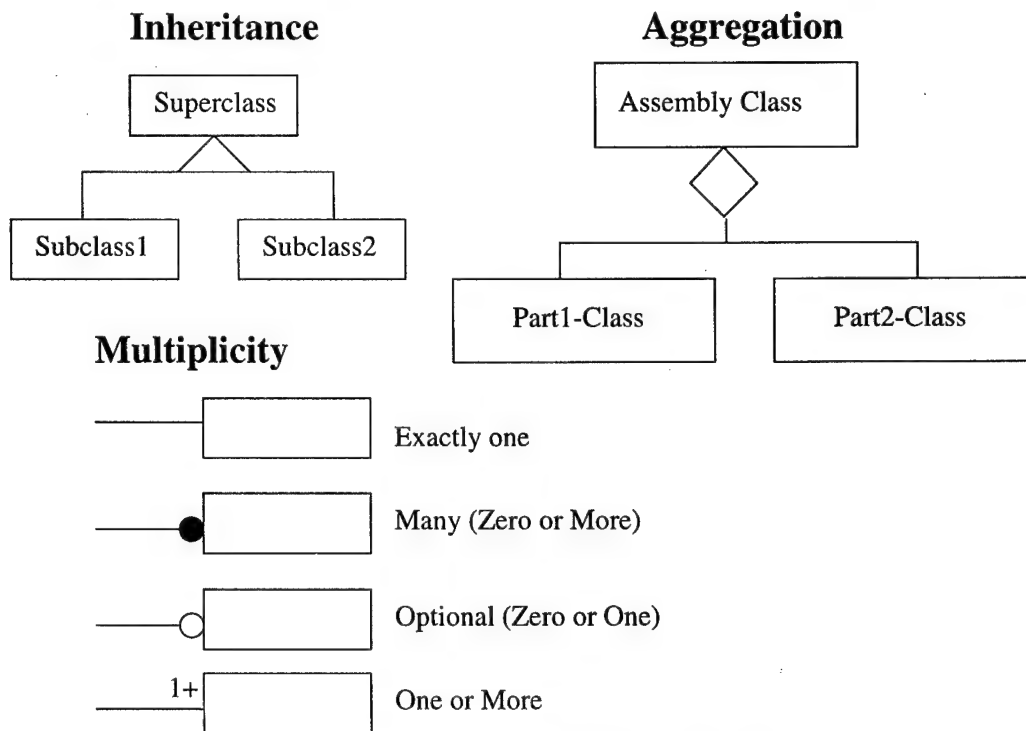 Inheritance
Superclass
Subclass1
Subclass2
Aggregation
Assembly Class
Part1-Class
Part2-Class
Multiplicity
Exactly one
Many (Zero or More)
Optional (Zero or One)
1+
One or More